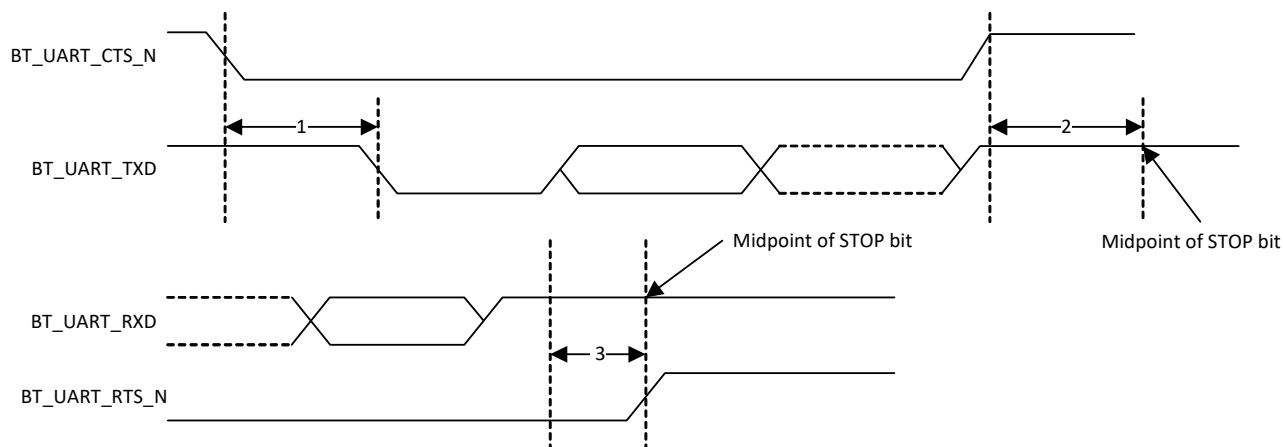 BT_UART_CTS_N
1
2
BT_UART_TXD
Midpoint of STOP bit
Midpoint of STOP bit
BT_UART_RXD
3
BT_UART_RTS_N